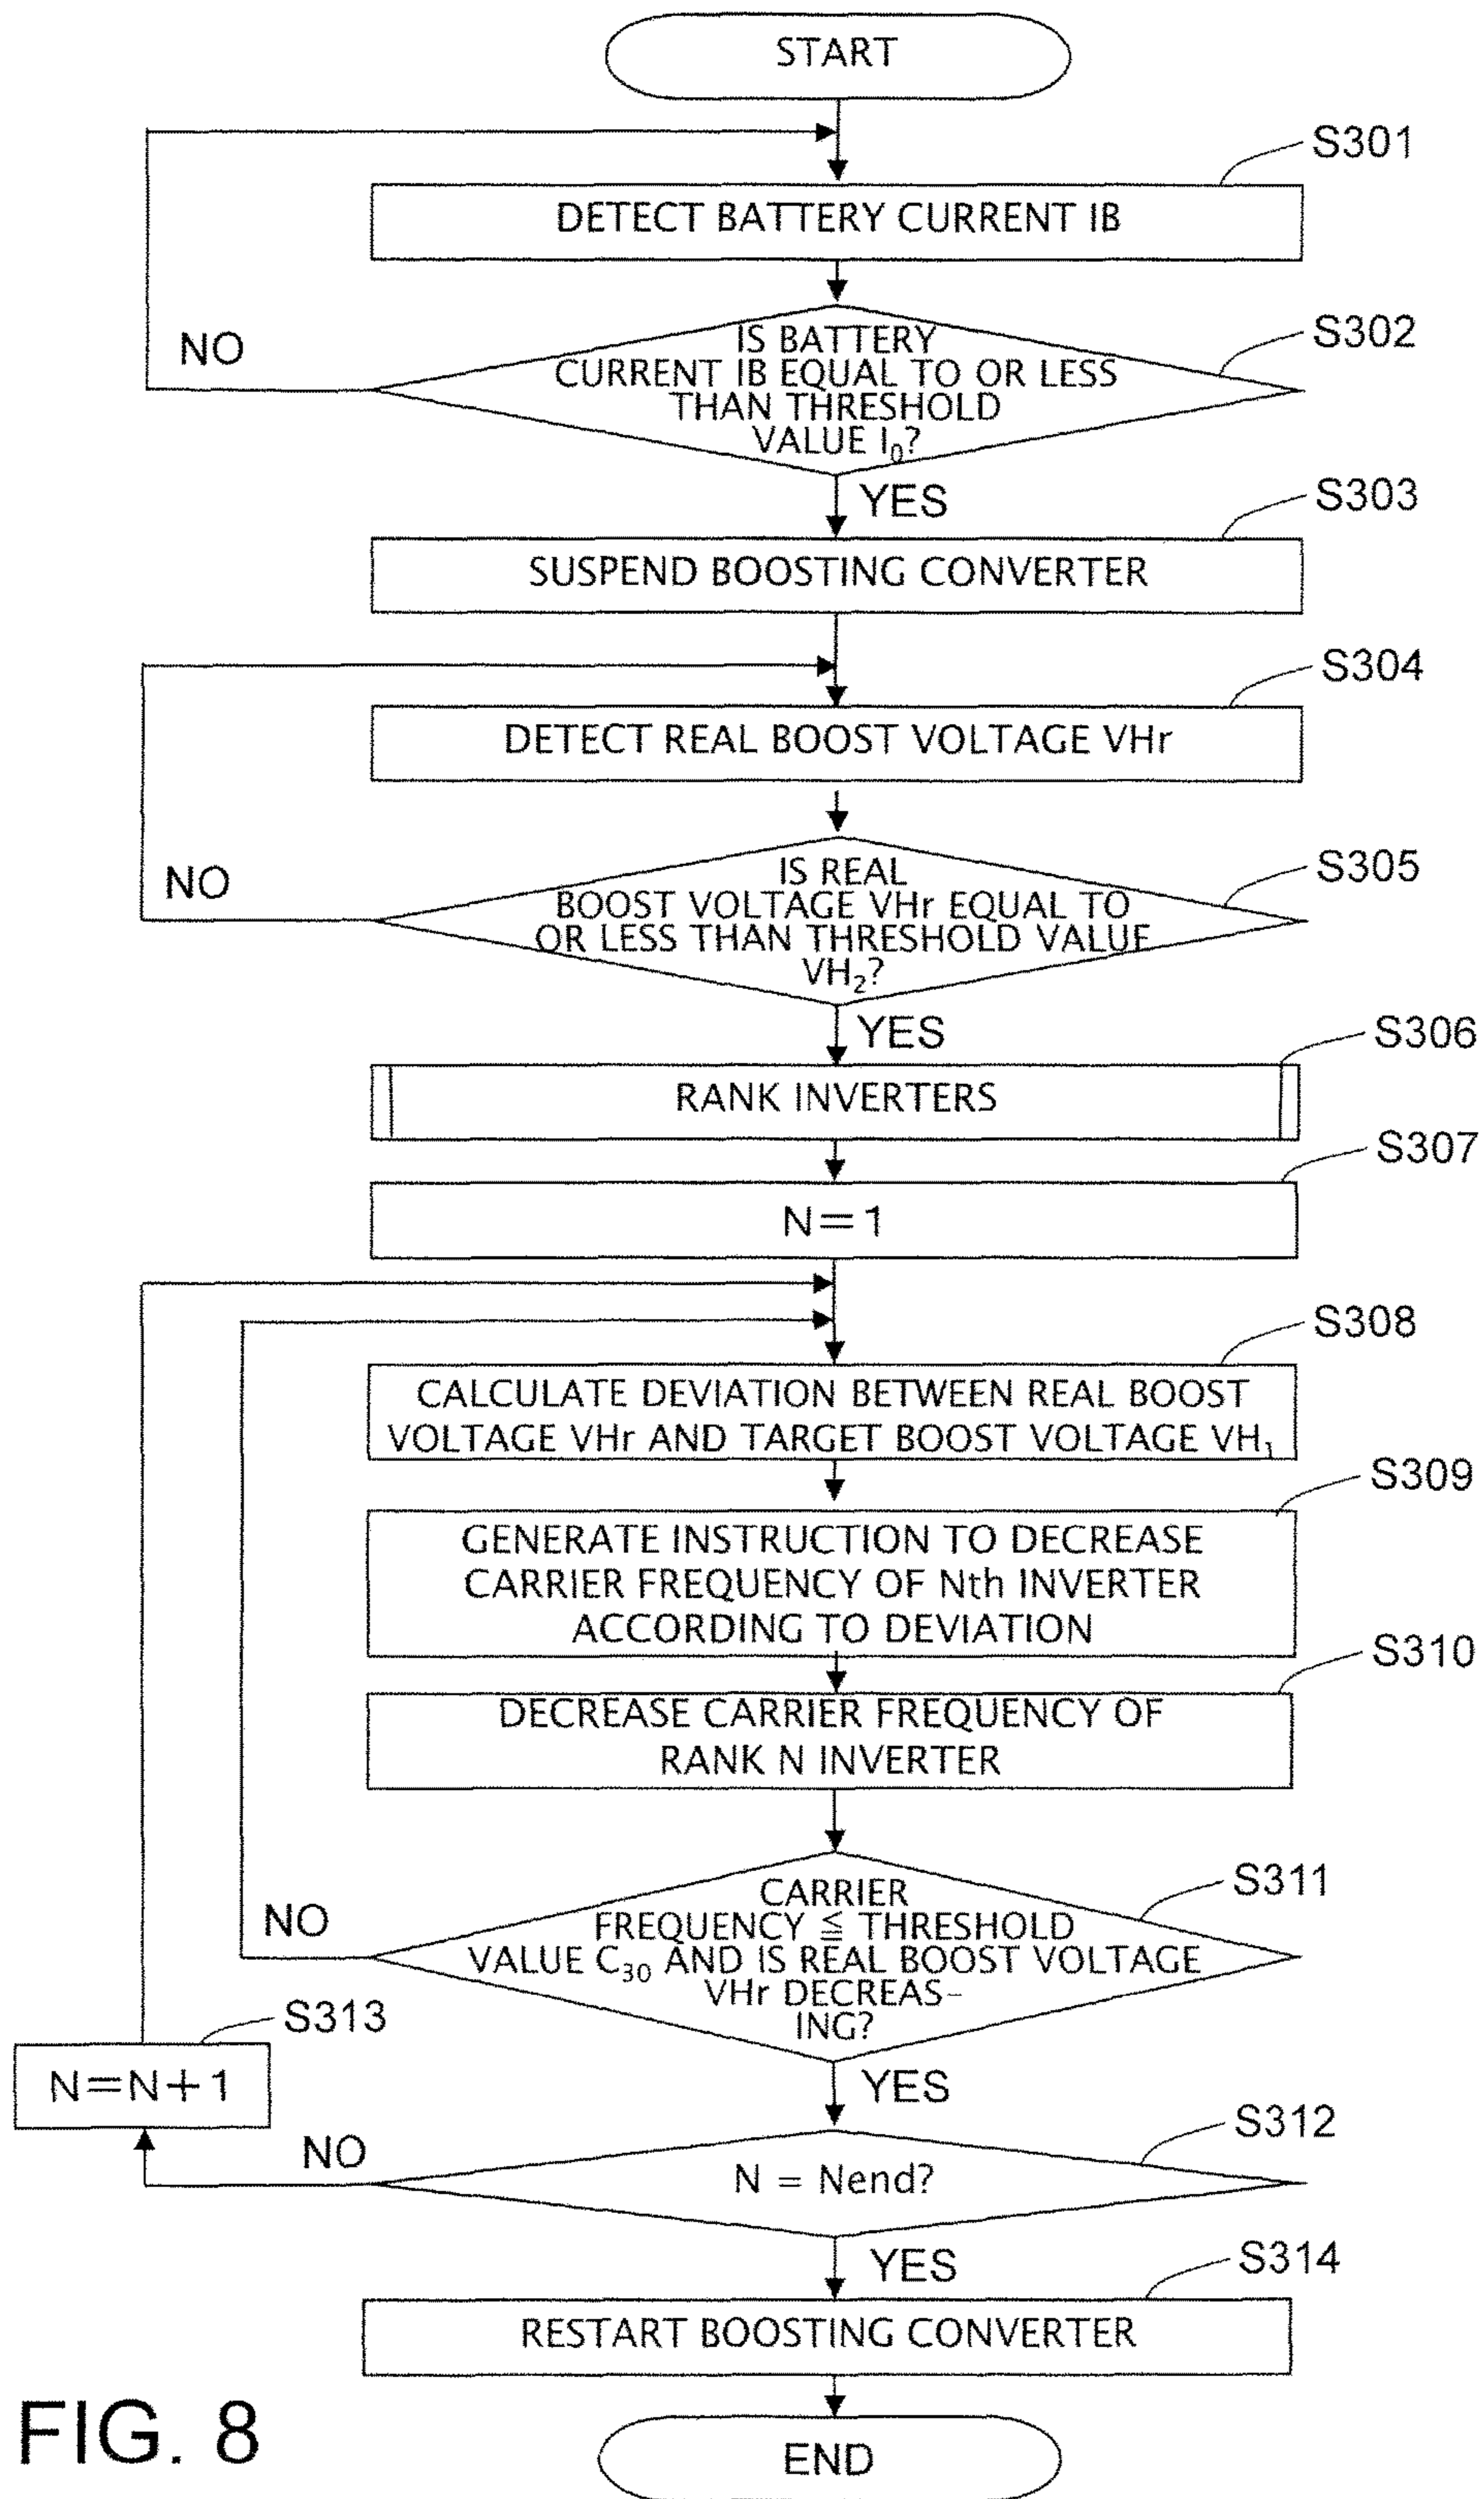 START
S301
DETECT BATTERY CURRENT IB
S302
NO
IS BATTERY
CURRENT IB EQUAL TO OR LESS
THAN THRESHOLD
VALUE I₀?
YES
S303
SUSPEND BOOSTING CONVERTER
S304
DETECT REAL BOOST VOLTAGE VHr
S305
NO
IS REAL
BOOST VOLTAGE VHr EQUAL TO
OR LESS THAN THRESHOLD VALUE
VH₂?
YES
S306
RANK INVERTERS
S307
N=1
S308
CALCULATE DEVIATION BETWEEN REAL BOOST
VOLTAGE VHr AND TARGET BOOST VOLTAGE VH₁
S309
GENERATE INSTRUCTION TO DECREASE
CARRIER FREQUENCY OF Nth INVERTER
ACCORDING TO DEVIATION
S310
DECREASE CARRIER FREQUENCY OF
RANK N INVERTER
S311
NO
CARRIER
FREQUENCY ≦ THRESHOLD
VALUE C₃₀ AND IS REAL BOOST VOLTAGE
VHr DECREAS-
ING?
S313
N=N+1
YES
S312
NO
N = Nend?
YES
S314
RESTART BOOSTING CONVERTER
END
FIG. 8